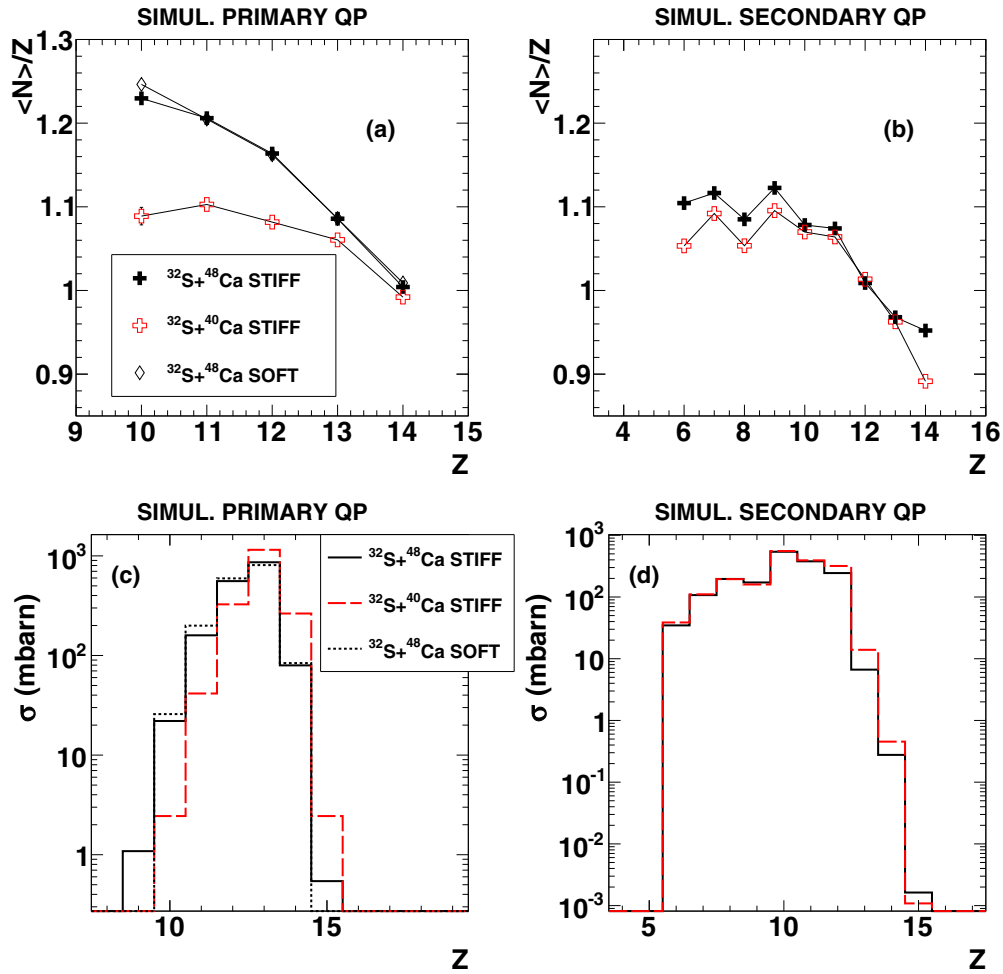 SIMUL. PRIMARY QP
SIMUL. SECONDARY QP
<N>/Z
1.3
1.2
1.1
1
0.9
(a)
³²S+⁴⁸Ca STIFF
³²S+⁴⁰Ca STIFF
³²S+⁴⁸Ca SOFT
9 10 11 12 13 14 15
Z
<N>/Z
1.3
1.2
1.1
1
0.9
(b)
4 6 8 10 12 14 16
Z
SIMUL. PRIMARY QP
SIMUL. SECONDARY QP
σ (mbarn)
10³
10²
10
1
(c)
³²S+⁴⁸Ca STIFF
³²S+⁴⁰Ca STIFF
³²S+⁴⁸Ca SOFT
10 15
Z
σ (mbarn)
10³
10²
10
1
10⁻¹
10⁻²
10⁻³
(d)
5 10 15
Z